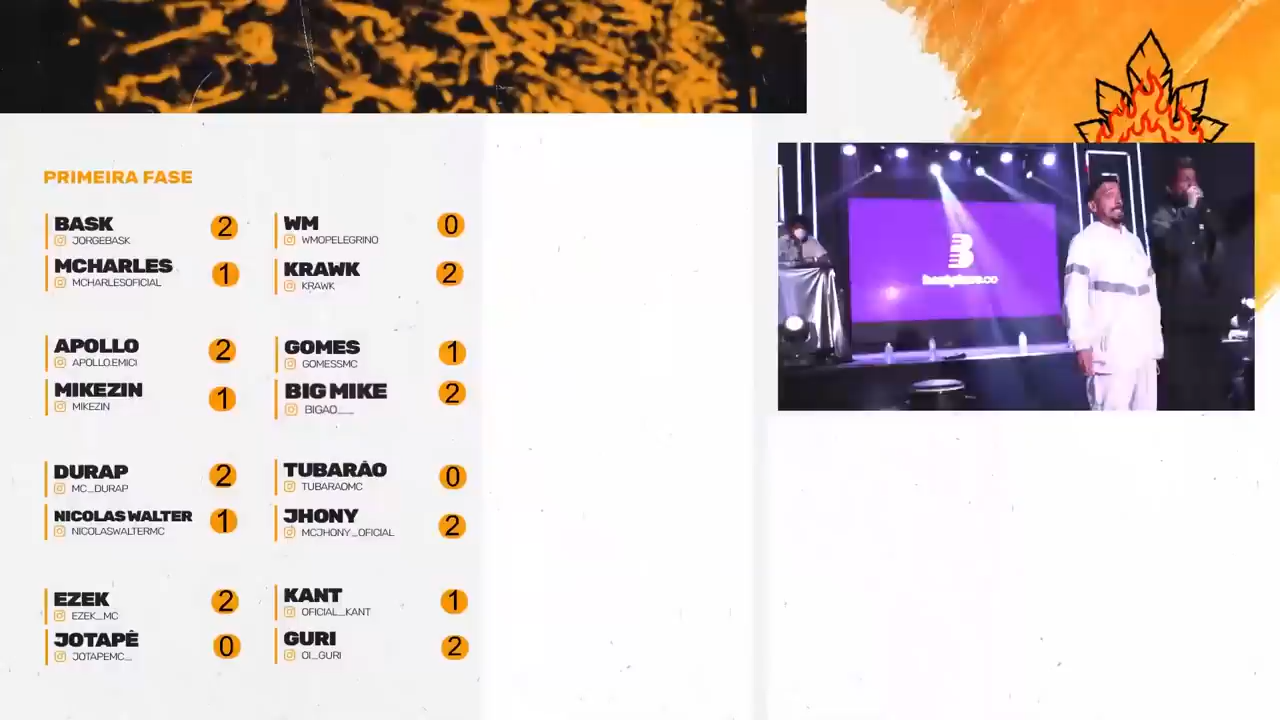 PRIMEIRA FASE
BASK 2
JORGEBASK
MCHARLES 1
MCHARLESOFICIAL
WM 0
WMOPELEGRINO
KRAWK 2
KRAWK
APOLLO 2
APOLLO.EMICI
MIKEZIN 1
MIKEZIN
GOMES 1
GOMESSMC
BIG MIKE 2
BIGAO___
DURAP 2
MC_DURAP
NICOLAS WALTER 1
NICOLASWALTERMC
TUBARÃO 0
TUBARAOMC
JHONY 2
MCJHONY_OFICIAL
EZEK 2
EZEK_MC
JOTAPÊ 0
JOTAPEMC_
KANT 1
OFICIAL_KANT
GURI 2
OI_GURI
B